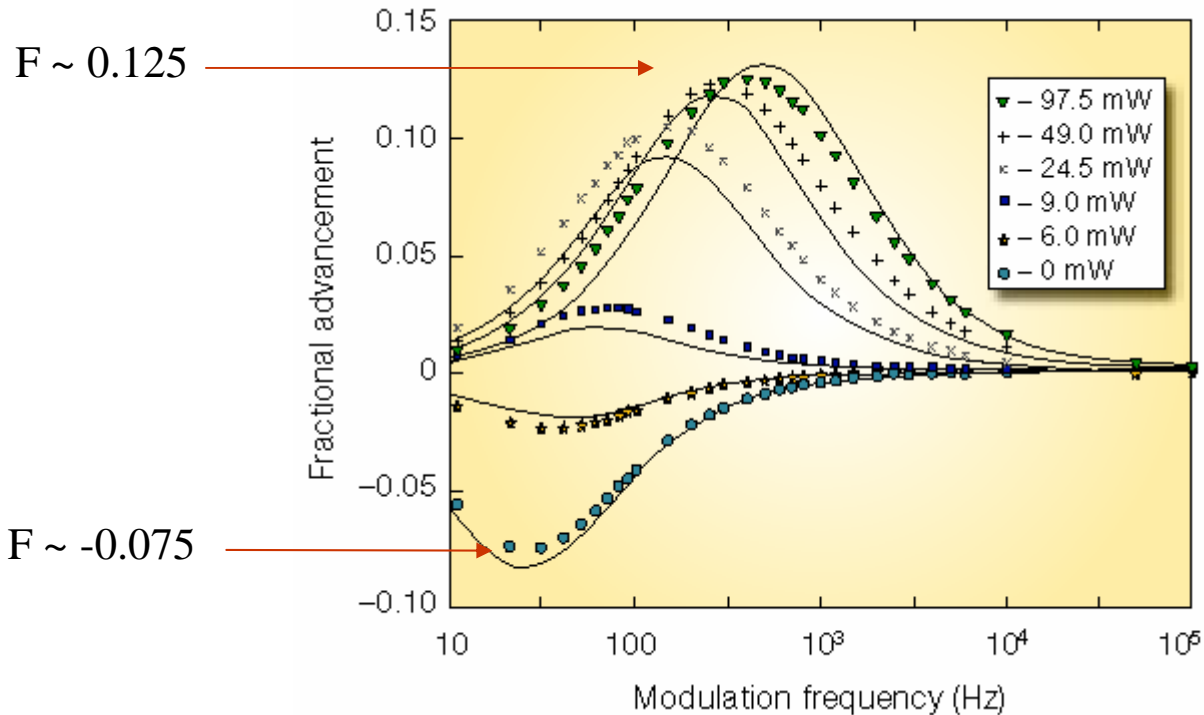 F ~ 0.125
F ~ -0.075
Fractional advancement
0.15
0.10
0.05
0
−0.05
−0.10
– 97.5 mW
– 49.0 mW
– 24.5 mW
– 9.0 mW
– 6.0 mW
– 0 mW
10 100 10³ 10⁴ 10⁵
Modulation frequency (Hz)